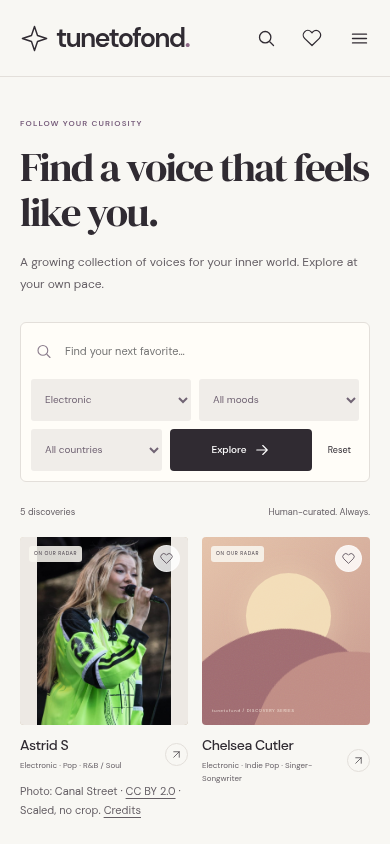 tunetofond.
FOLLOW YOUR CURIOSITY
Find a voice that feels
like you.
A growing collection of voices for your inner world. Explore at
your own pace.
Find your next favorite...
Electronic
All moods
All countries
Explore
Reset
5 discoveries
Human-curated. Always.
ON OUR RADAR
ON OUR RADAR
tunetofond / DISCOVERY SERIES
Astrid S
Electronic · Pop · R&B / Soul
Photo: Canal Street · CC BY 2.0 ·
Scaled, no crop. Credits
Chelsea Cutler
Electronic · Indie Pop · Singer-
Songwriter